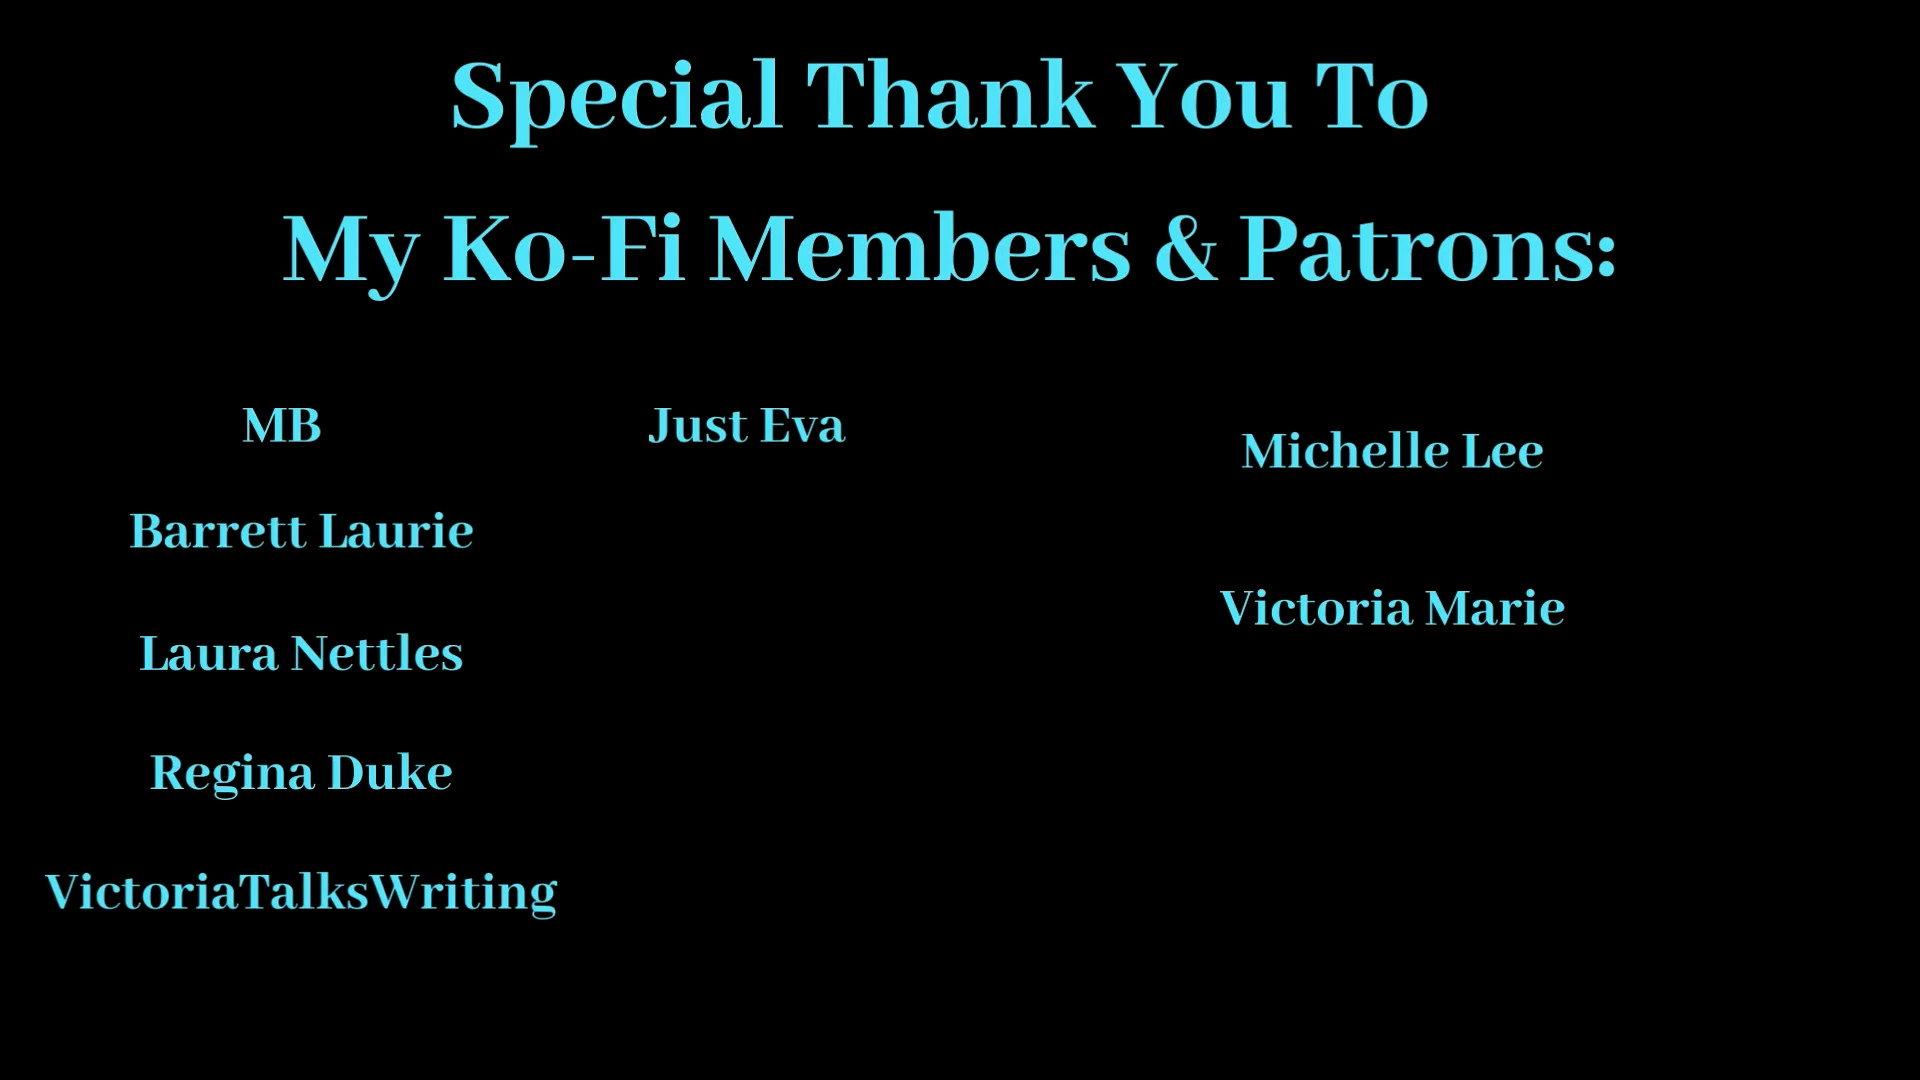 Special Thank You To
My Ko-Fi Members & Patrons:
MB
Barrett Laurie
Laura Nettles
Regina Duke
VictoriaTalksWriting
Just Eva
Michelle Lee
Victoria Marie